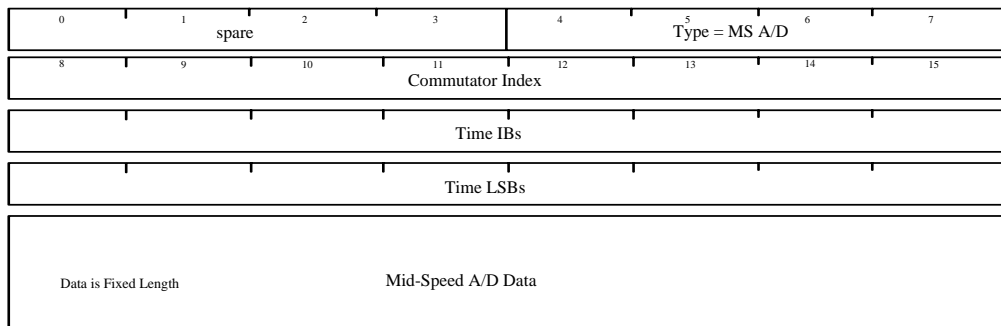 0 1 2 3 4 5 6 7
spare Type = MS A/D
8 9 10 11 12 13 14 15
Commutator Index
Time IBs
Time LSBs
Data is Fixed Length Mid-Speed A/D Data